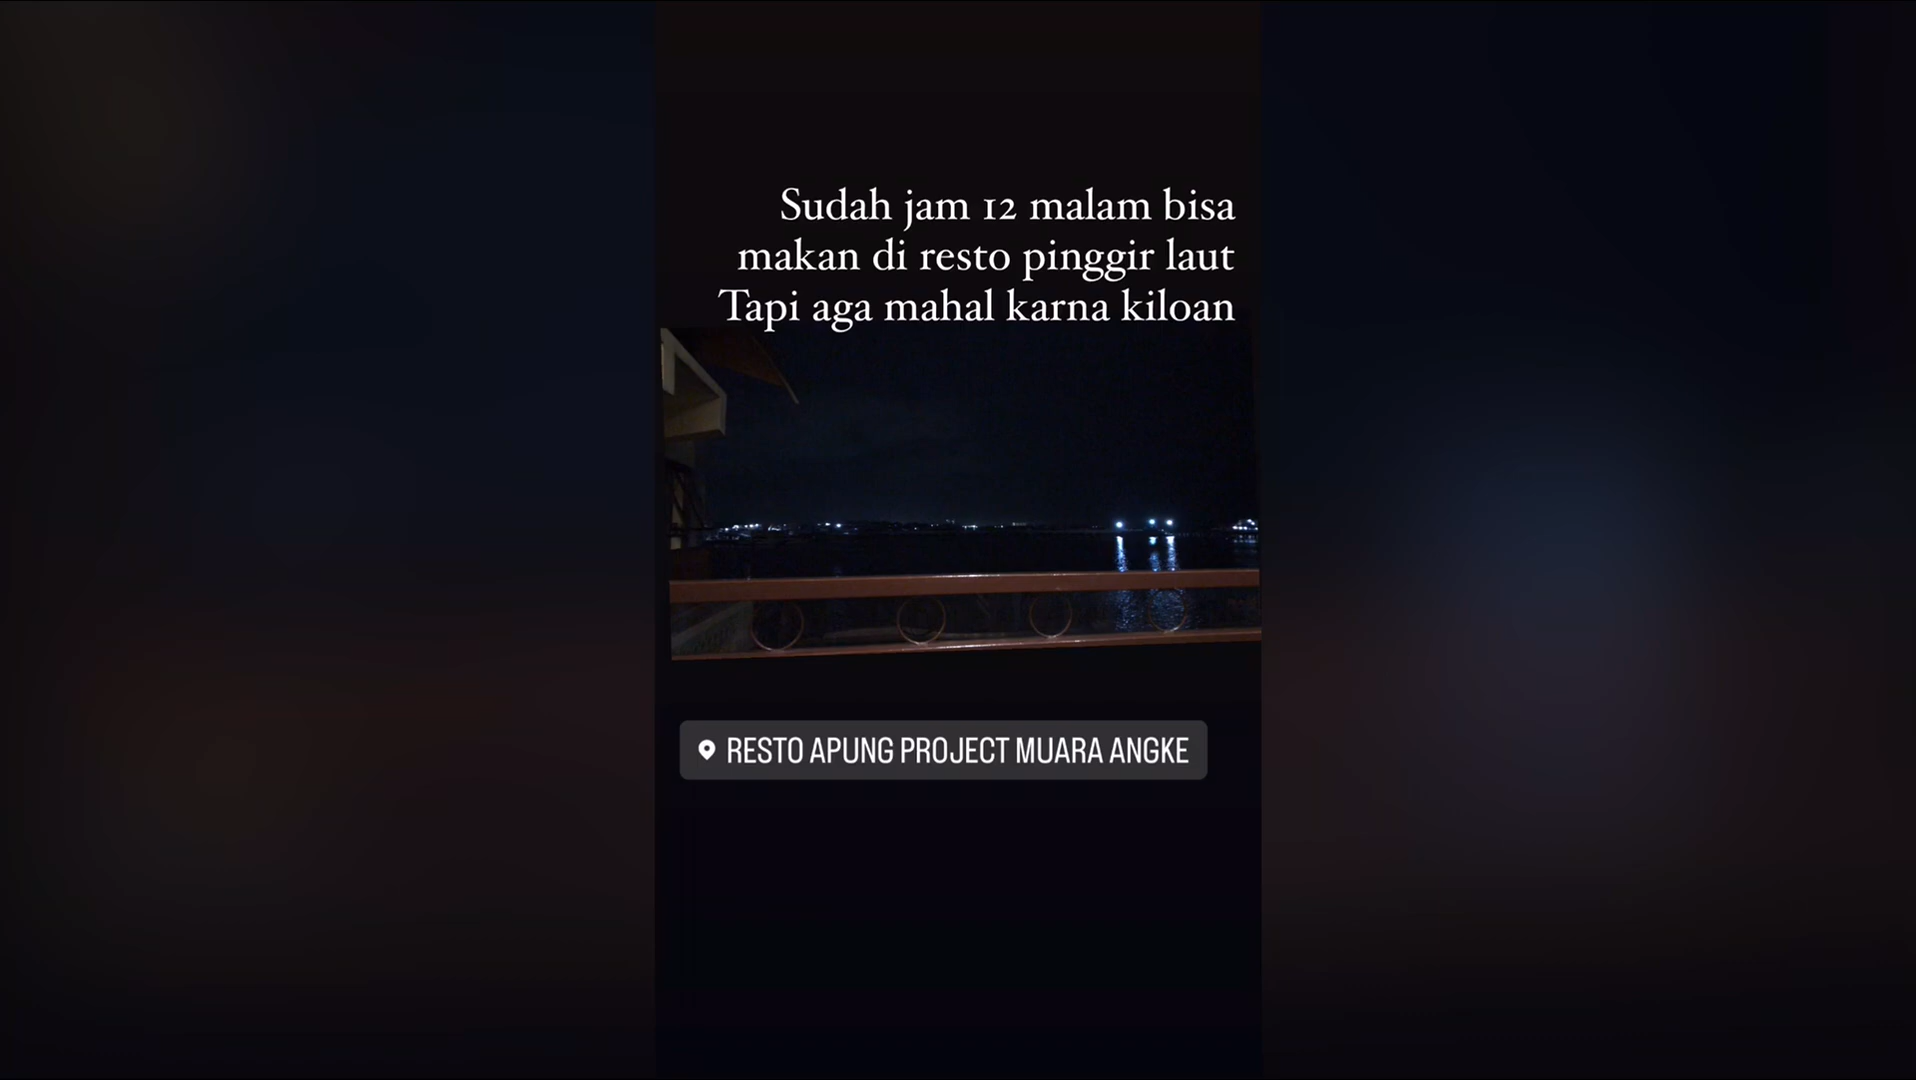 Sudah jam 12 malam bisa
makan di resto pinggir laut
Tapi aga mahal karna kiloan
RESTO APUNG PROJECT MUARA ANGKE